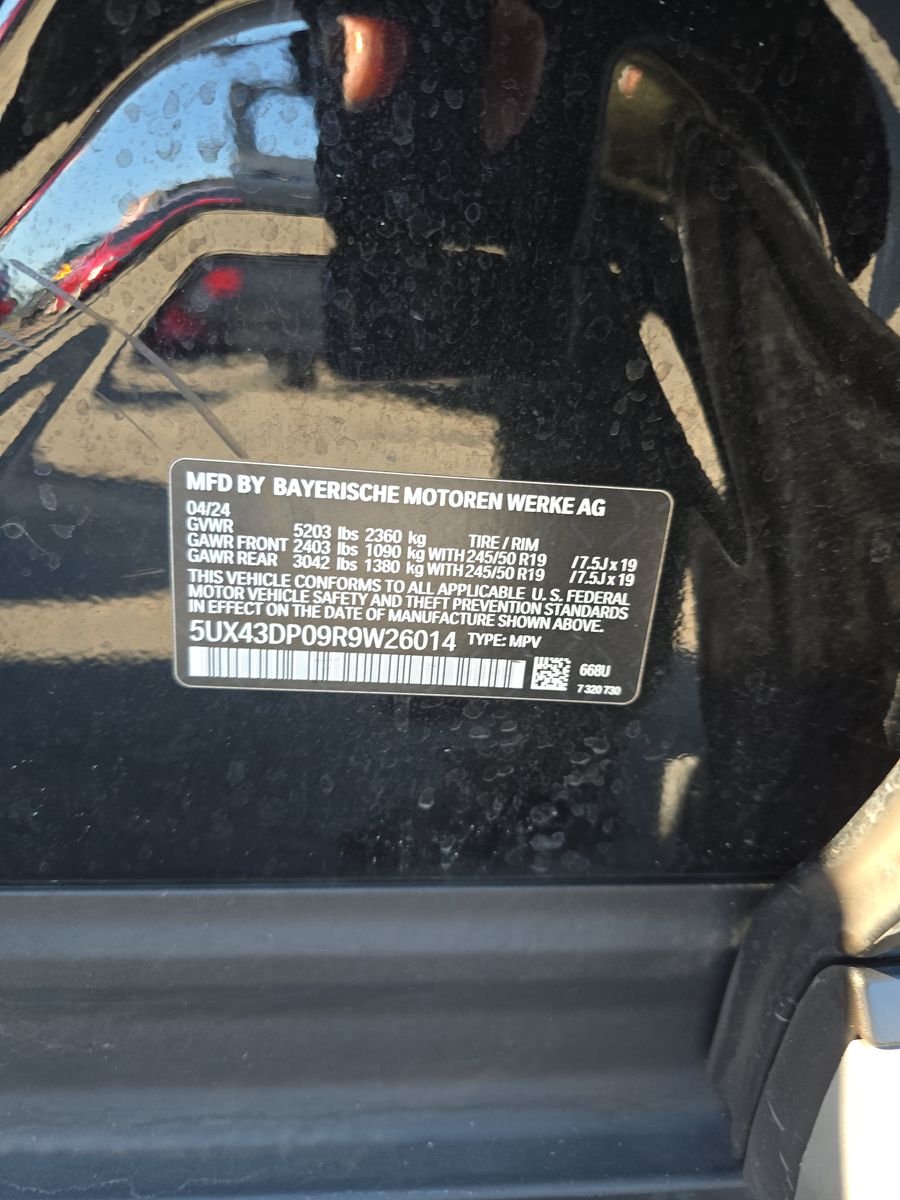 MFD BY BAYERISCHE MOTOREN WERKE AG
04/24
GVWR 5203 lbs 2360 kg TIRE / RIM
GAWR FRONT 2403 lbs 1090 kg WITH 245/50 R19 / 7.5J x 19
GAWR REAR 3042 lbs 1380 kg WITH 245/50 R19 / 7.5J x 19
THIS VEHICLE CONFORMS TO ALL APPLICABLE U. S. FEDERAL
MOTOR VEHICLE SAFETY AND THEFT PREVENTION STANDARDS
IN EFFECT ON THE DATE OF MANUFACTURE SHOWN ABOVE.
5UX43DP09R9W26014 TYPE: MPV
668U
7 320 730